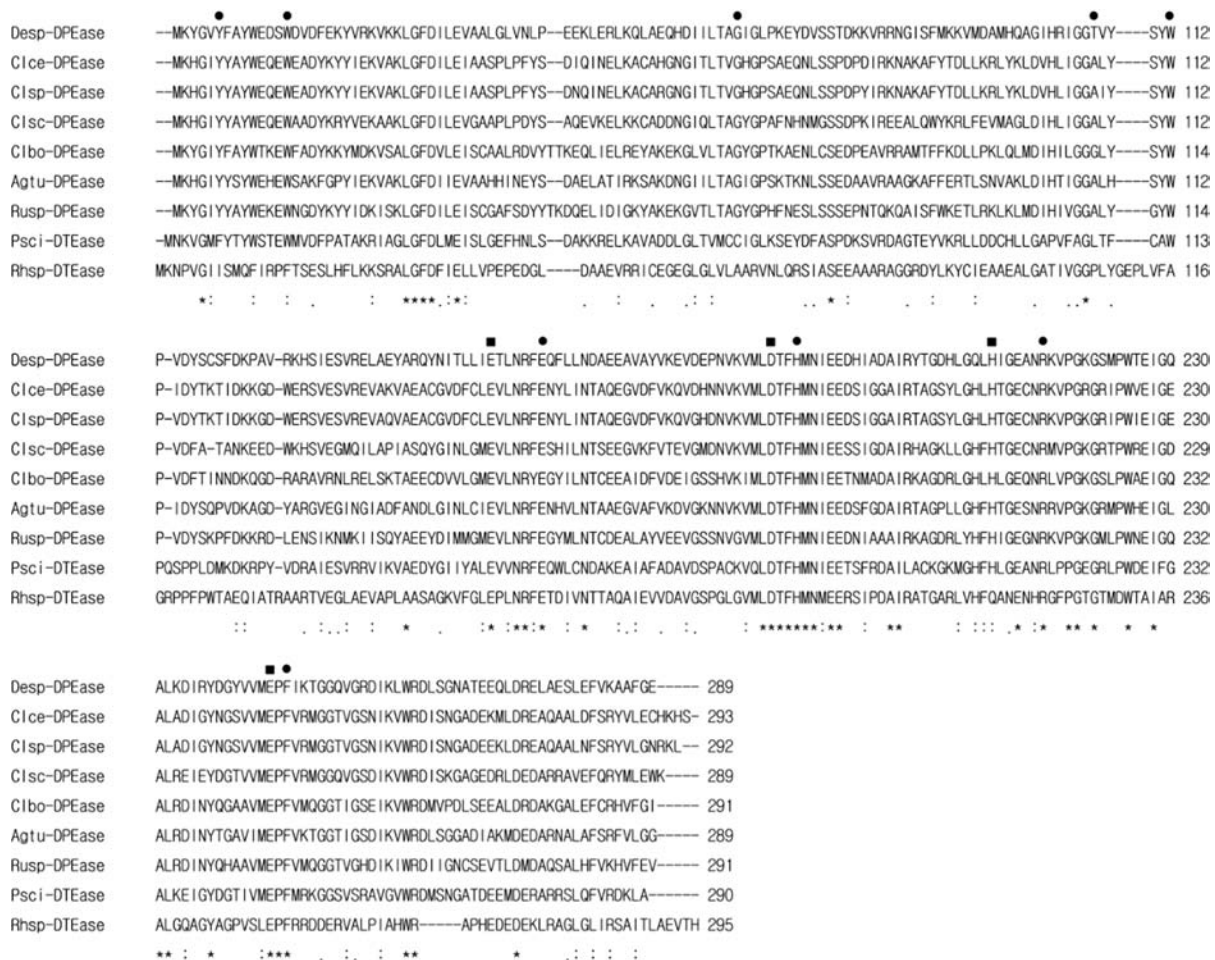 ● ● ● ● ●
Desp-DPEase --MKYGVYFAYWEDSWDVDFEKYVRKVKKLGFDILEVAALGLVNLP--EEKLERLKQLAEQHDIILTAGIGLPKEYDVSSTDKKVRRNGISFMKKVMDAMHQAGIHRIGGTVY----SYW 112
Clce-DPEase --MKHGIYYAYWEQEWEADYKYYIEKVAKLGFDILEIAASPLPFYS--DIQINELKACAHGNGITLTVGHGPSAEQNLSSPDPDIRKNAKAFYTDLLKRLYKLDVHLIGGALY----SYW 112
Clsp-DPEase --MKHGIYYAYWEQEWEADYKYYIEKVAKLGFDILEIAASPLPFYS--DNQINELKACARGNGITLTVGHGPSAEQNLSSPDPYIRKNAKAFYTDLLKRLYKLDVHLIGGAIY----SYW 112
Clsc-DPEase --MKHGIYYAYWEQEWAADYKRYVEKAAKLGFDILEVGAAPLPDYS--AQEVKELKKCADDNGIQLTAGYGPAFNHNMGSSDPKIREEALQWYKRLFEVMAGLDIHLIGGALY----SYW 112
Clbo-DPEase --MKYGIYFAYWTKEWFADYKKYMDKVSALGFDVLEISCAALRDVYTTKEQLIELREYAKEKGLVLTAGYGPTKAENLCSEDPEAVRRAMTFFKDLLPKLQLMDIHILGGGLY----SYW 114
Agtu-DPEase --MKHGIYYSYWEHEWSAKFGPYIEKVAKLGFDIIEVAAHHINEYS--DAELATIRKSAKDNGIILTAGIGPSKTKNLSSEDAAVRAAGKAFFERTLSNVAKLDIHTIGGALH----SYW 112
Rusp-DPEase --MKYGIYYAYWEKEWNGDYKYYIDKISKLGFDILEISCGAFSDYYTKDQELIDIGKYAKEKGVTLTAGYGPHFNESLSSSEPNTQKQAISFWKETLRKLKLMDIHIVGGALY----GYW 114
Psci-DTEase -MNKVGMFYTYWSTEWMVDFPATAKRIAGLGFDLMEISLGEFHNLS--DAKKRELKAVADDLGLTVMCCIGLKSEYDFASPDKSVRDAGTEYVKRLLDDCHLLGAPVFAGLTF----CAW 113
Rhsp-DTEase MKNPVGIISMQFIRPFTSESLHFLKKSRALGFDFIELLVPEPEDGL----DAAEVRRICEGEGLGLVLAARVNLQRSIASEEAAARAGGRDYLKYCIEAAEALGATIVGGPLYGEPLVFA 116
*: : : . : ****.:*: . : . :: : .. *: : : . ..* .
■ ● ■ ● ■ ●
Desp-DPEase P-VDYSCSFDKPAV-RKHSIESVRELAEYARQYNITLLIETLNRFEQFLLNDAEEAVAYVKEVDEPNVKVMLDTFHMNIEEDHIADAIRYTGDHLGQLHIGEANRKVPGKGSMPWTEIGQ 230
Clce-DPEase P-IDYTKTIDKKGD-WERSVESVREVAKVAEACGVDFCLEVLNRFENYLINTAQEGVDFVKQVDHNNVKVMLDTFHMNIEEDSIGGAIRTAGSYLGHLHTGECNRKVPGRGRIPWVEIGE 230
Clsp-DPEase P-IDYTKTIDKKGD-WERSVESVREVAQVAEACGVDFCLEVLNRFENYLINTAQEGVDFVKQVGHDNVKVMLDTFHMNIEEDSIGGAIRTAGSYLGHLHTGECNRKVPGKGRIPWIEIGE 230
Clsc-DPEase P-VDFA-TANKEED-WKHSVEGMQILAPIASQYGINLGMEVLNRFESHILNTSEEGVKFVTEVGMDNVKVMLDTFHMNIEESSIGDAIRHAGKLLGHFHTGECNRMVPGKGRTPWREIGD 229
Clbo-DPEase P-VDFTINNDKQGD-RARAVRNLRELSKTAEECDVVLGMEVLNRYEGYILNTCEEAIDFVDEIGSSHVKIMLDTFHMNIEETNMADAIRKAGDRLGHLHLGEQNRLVPGKGSLPWAEIGQ 232
Agtu-DPEase P-IDYSQPVDKAGD-YARGVEGINGIADFANDLGINLCIEVLNRFENHVLNTAAEGVAFVKDVGKNNVKVMLDTFHMNIEEDSFGDAIRTAGPLLGHFHTGESNRRVPGKGRMPWHEIGL 230
Rusp-DPEase P-VDYSKPFDKKRD-LENSIKNMKIISQYAEEYDIMMGMEVLNRFEGYMLNTCDEALAYVEEVGSSNVGVMLDTFHMNIEEDNIAAAIRKAGDRLYHFHIGEGNRKVPGKGMLPWNEIGQ 232
Psci-DTEase PQSPPLDMKDKRPY-VDRAIESVRRVIKVAEDYGIIYALEVVNRFEQWLCNDAKEAIAFADAVDSPACKVQLDTFHMNIEETSFRDAILACKGKMGHFHLGEANRLPPGEGRLPWDEIFG 232
Rhsp-DTEase GRPPFPWTAEQIATRAARTVEGLAEVAPLAASAGKVFGLEPLNRFETDIVNTTAQAIEVVDAVGSPGLGVMLDTFHMNMEERSIPDAIRATGARLVHFQANENHRGFPGTGTMDWTAIAR 236
:: . :..: : * . :* :**:* : * :.: . :. : *******:** : ** : ::: .* :* ** * * *
■ ●
Desp-DPEase ALKDIRYDGYVVMEPFIKTGGQVGRDIKLWRDLSGNATEEQLDRELAESLEFVKAAFGE----- 289
Clce-DPEase ALADIGYNGSVVMEPFVRMGGTVGSNIKVWRDISNGADEKMLDREAQAALDFSRYVLECHKHS- 293
Clsp-DPEase ALADIGYNGSVVMEPFVRMGGTVGSNIKVWRDISNGADEEKLDREAQAALNFSRYVLGNRKL-- 292
Clsc-DPEase ALREIEYDGTVVMEPFVRMGGQVGSDIKVWRDISKGAGEDRLDEDARRAVEFQRYMLEWK---- 289
Clbo-DPEase ALRDINYQGAAVMEPFVMQGGTIGSEIKVWRDMVPDLSEEALDRDAKGALEFCRHVFGI----- 291
Agtu-DPEase ALRDINYTGAVIMEPFVKTGGTIGSDIKVWRDLSGGADIAKMDEDARNALAFSRFVLGG----- 289
Rusp-DPEase ALRDINYQHAAVMEPFVMQGGTVGHDIKIWRDIIGNCSEVTLDMDAQSALHFVKHVFEV----- 291
Psci-DTEase ALKEIGYDGTIVMEPFMRKGGSVSRAVGVWRDMSNGATDEEMDERARRSLQFVRDKLA------ 290
Rhsp-DTEase ALGQAGYAGPVSLEPFRRDDERVALPIAHWR-----APHEDEDEKLRAGLGLIRSAITLAEVTH 295
** : * :*** . :. : ** * .: : : :